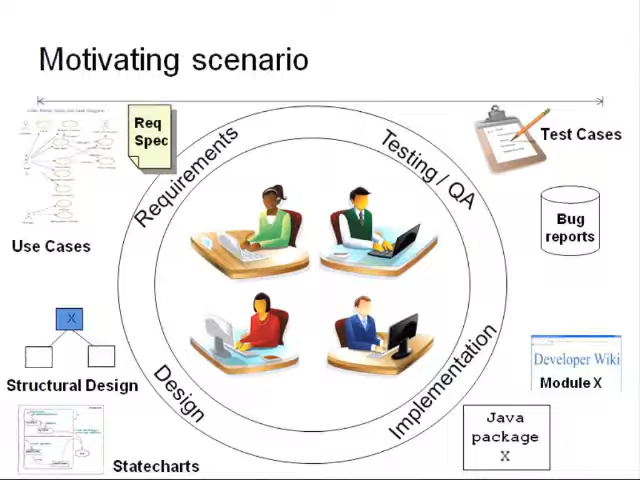 Motivating scenario
Req
Spec
Requirements
Testing / QA
Test Cases
Bug
reports
Use Cases
X
Structural Design
Design
Implementation
Developer Wiki
Module X
Java
package
X
Statecharts